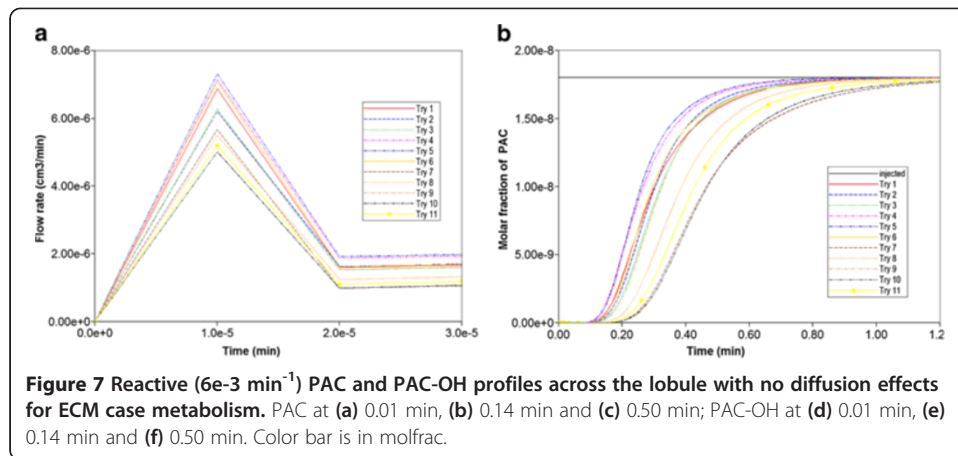 a
8.00e-6
6.00e-6
4.00e-6
2.00e-6
0.00e+0
Flow rate (cm3/min)
0.0e+0
1.0e-5
2.0e-5
3.0e-5
Time (min)
Try 1
Try 2
Try 3
Try 4
Try 5
Try 6
Try 7
Try 8
Try 9
Try 10
Try 11
b
2.00e-8
1.50e-8
1.00e-8
5.00e-9
0.00e+0
Molar fraction of PAC
0.00
0.20
0.40
0.60
0.80
1.00
1.2
Time (min)
injected
Try 1
Try 2
Try 3
Try 4
Try 5
Try 6
Try 7
Try 8
Try 9
Try 10
Try 11
Figure 7 Reactive (6e-3 min⁻¹) PAC and PAC-OH profiles across the lobule with no diffusion effects
for ECM case metabolism. PAC at (a) 0.01 min, (b) 0.14 min and (c) 0.50 min; PAC-OH at (d) 0.01 min, (e)
0.14 min and (f) 0.50 min. Color bar is in molfrac.